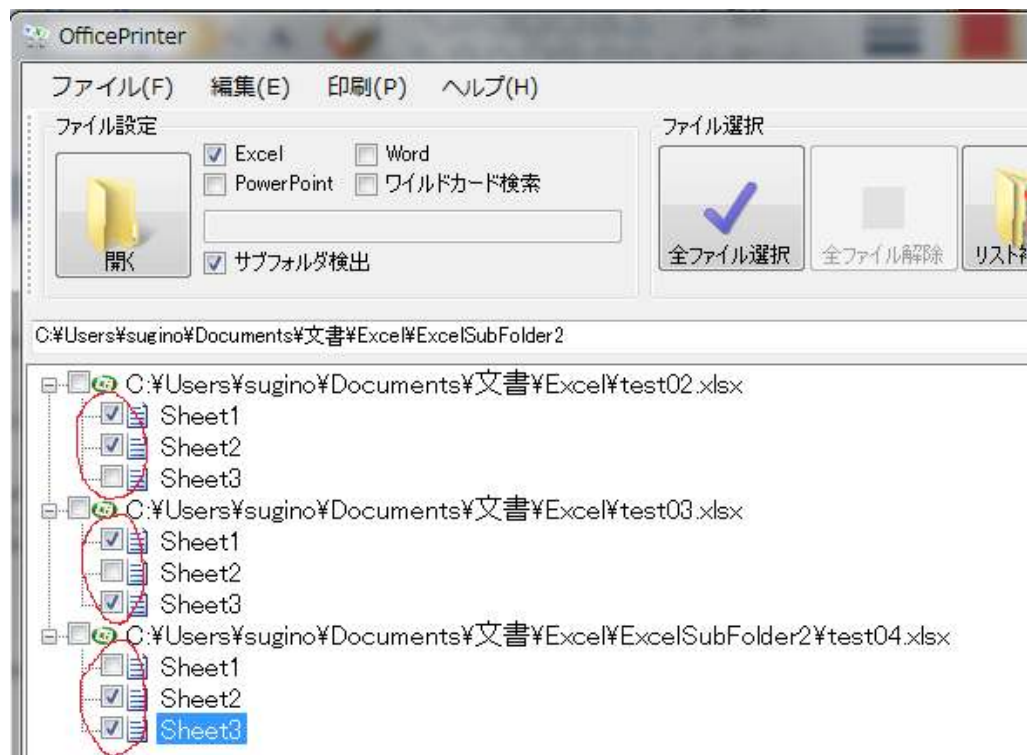 OfficePrinter
ファイル(F) 編集(E) 印刷(P) ヘルプ(H)
ファイル設定
Excel
Word
PowerPoint
ワイルドカード検索
開く
サブフォルダ検出
ファイル選択
全ファイル選択
全ファイル解除
リスト
C:¥Users¥sugino¥Documents¥文書¥Excel¥ExcelSubFolder2
C:¥Users¥sugino¥Documents¥文書¥Excel¥test02.xlsx
Sheet1
Sheet2
Sheet3
C:¥Users¥sugino¥Documents¥文書¥Excel¥test03.xlsx
Sheet1
Sheet2
Sheet3
C:¥Users¥sugino¥Documents¥文書¥Excel¥ExcelSubFolder2¥test04.xlsx
Sheet1
Sheet2
Sheet3